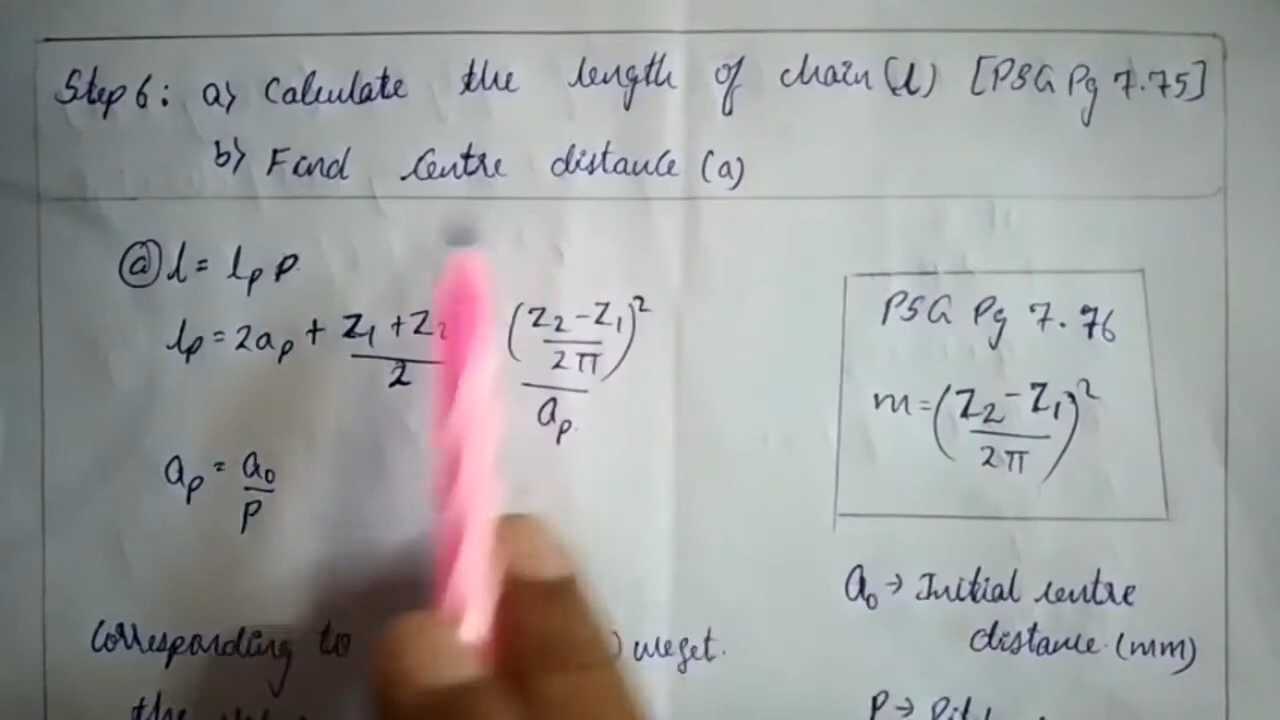 Step 6: a) Calculate the length of chain (l) [PSG Pg 7.75]
b) Find Centre distance (a)
ⓐ l = lₚ p.
lₚ = 2aₚ + (Z₁ + Z₂)/2 ((Z₂ - Z₁)/2π)²/aₚ.
aₚ = a₀/p
Corresponding to ) we get.
the
PSG Pg 7.76
m = ((Z₂ - Z₁)/2π)²
a₀ → Initial centre
distance. (mm)
P →